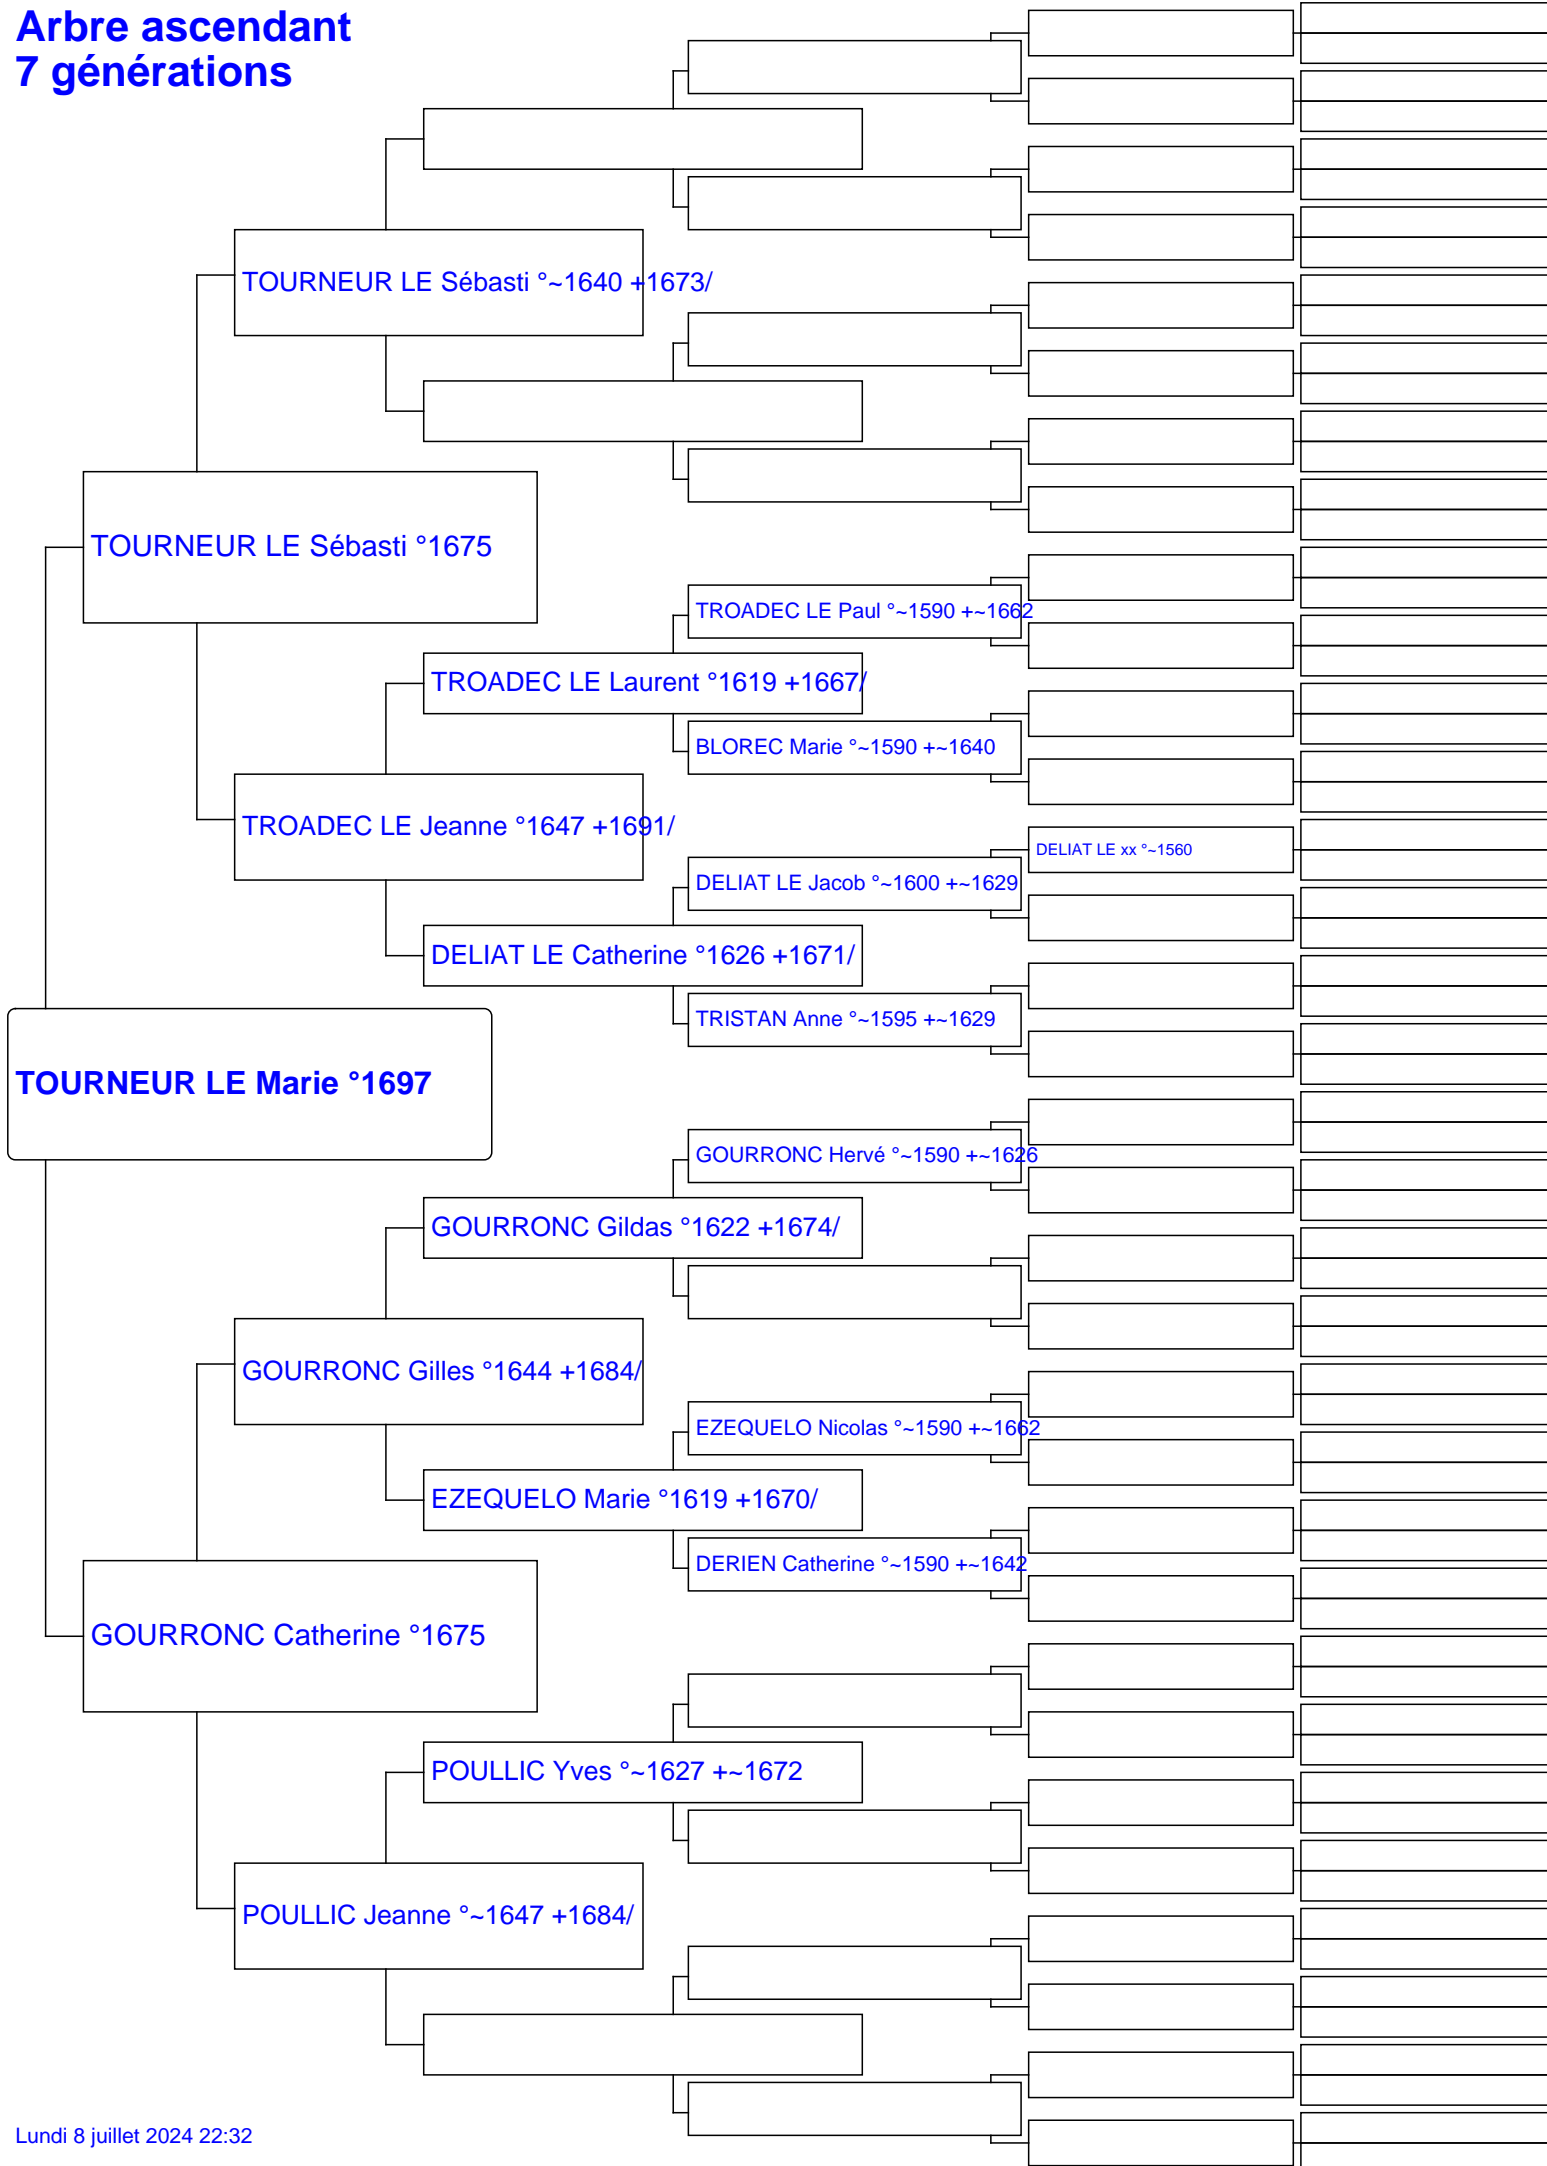 Arbre ascendant
7 générations
TOURNEUR LE Sébasti °~1640 +1673/
TOURNEUR LE Sébasti °1675
TROADEC LE Paul °~1590 +~1662
TROADEC LE Laurent °1619 +1667/
BLOREC Marie °~1590 +~1640
TROADEC LE Jeanne °1647 +1691/
DELIAT LE xx °~1560
DELIAT LE Jacob °~1600 +~1629
DELIAT LE Catherine °1626 +1671/
TRISTAN Anne °~1595 +~1629
TOURNEUR LE Marie °1697
GOURRONC Hervé °~1590 +~1626
GOURRONC Gildas °1622 +1674/
GOURRONC Gilles °1644 +1684/
EZEQUELO Nicolas °~1590 +~1662
EZEQUELO Marie °1619 +1670/
DERIEN Catherine °~1590 +~1642
GOURRONC Catherine °1675
POULLIC Yves °~1627 +~1672
POULLIC Jeanne °~1647 +1684/
Lundi 8 juillet 2024 22:32